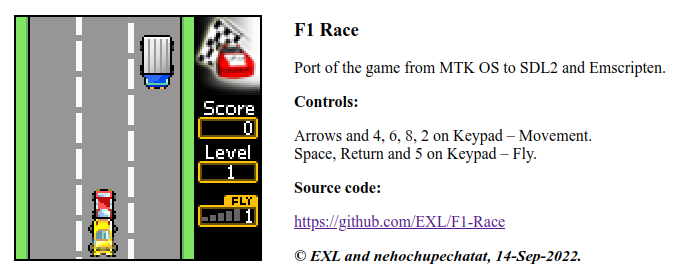 Score
0
Level
1
FLY
1
F1 Race
Port of the game from MTK OS to SDL2 and Emscripten.
Controls:
Arrows and 4, 6, 8, 2 on Keypad – Movement.
Space, Return and 5 on Keypad – Fly.
Source code:
https://github.com/EXL/F1-Race
© EXL and nehochupechatat, 14-Sep-2022.